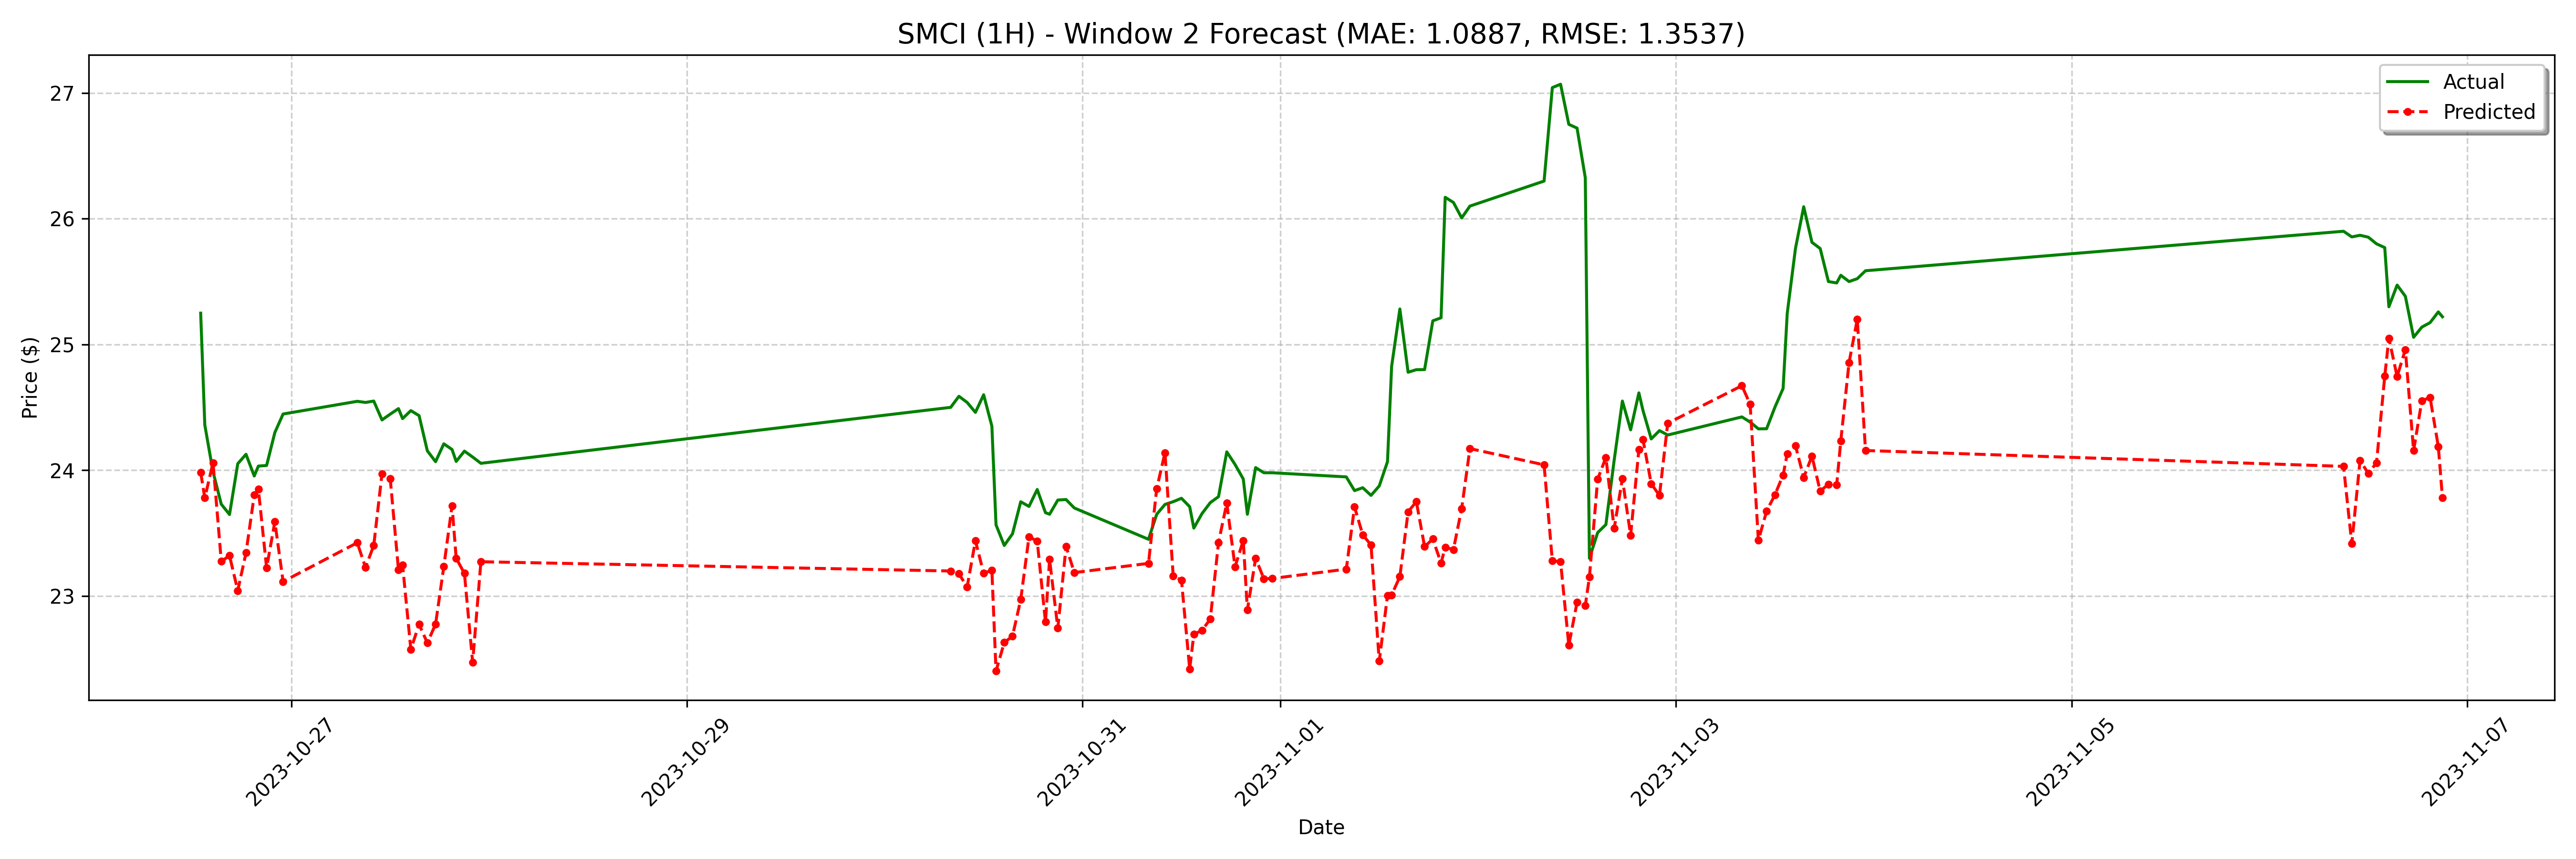 SMCI (1H) - Window 2 Forecast (MAE: 1.0887, RMSE: 1.3537)
Actual
Predicted
Price ($)
27
26
25
24
23
2023-10-27
2023-10-29
2023-10-31
2023-11-01
2023-11-03
2023-11-05
2023-11-07
Date